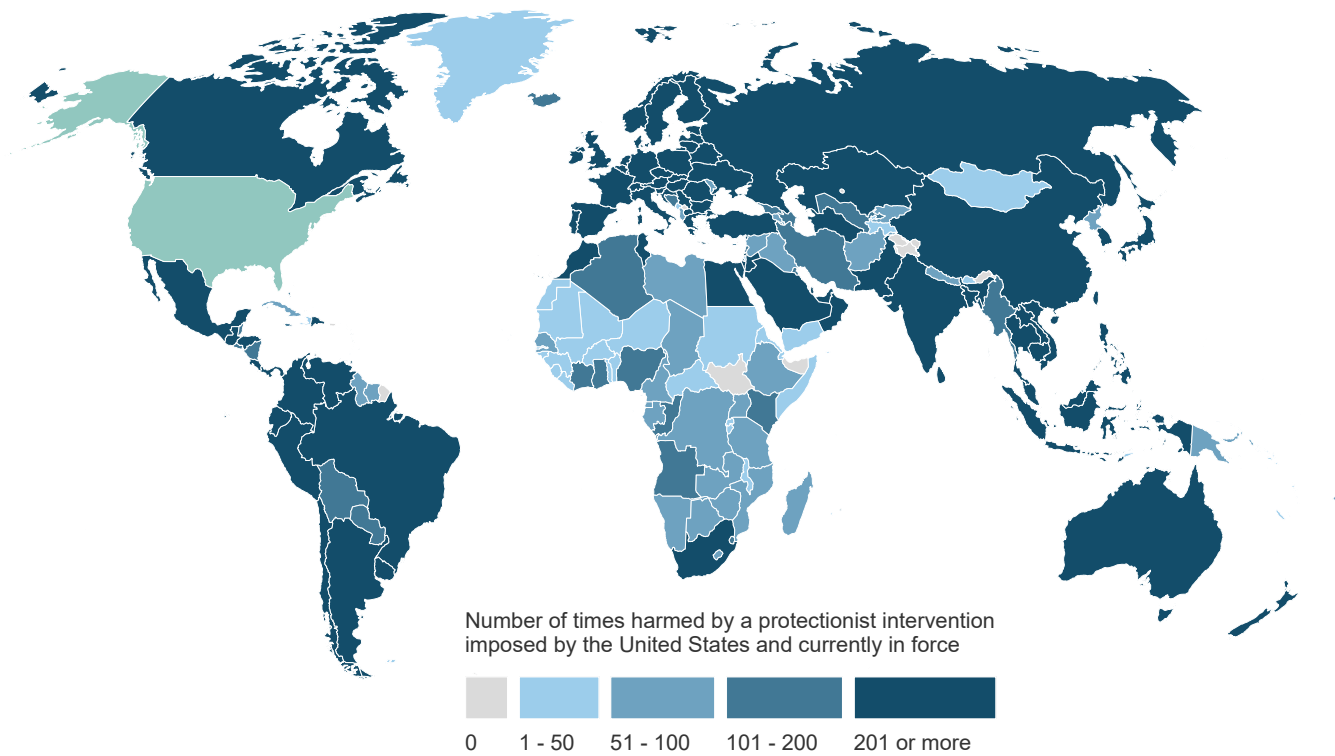 Number of times harmed by a protectionist intervention
imposed by the United States and currently in force
0 1 - 50 51 - 100 101 - 200 201 or more